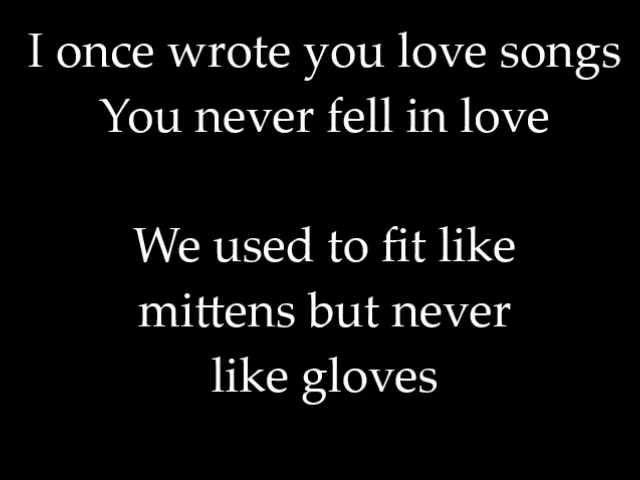 I once wrote you love songs
You never fell in love
We used to fit like
mittens but never
like gloves